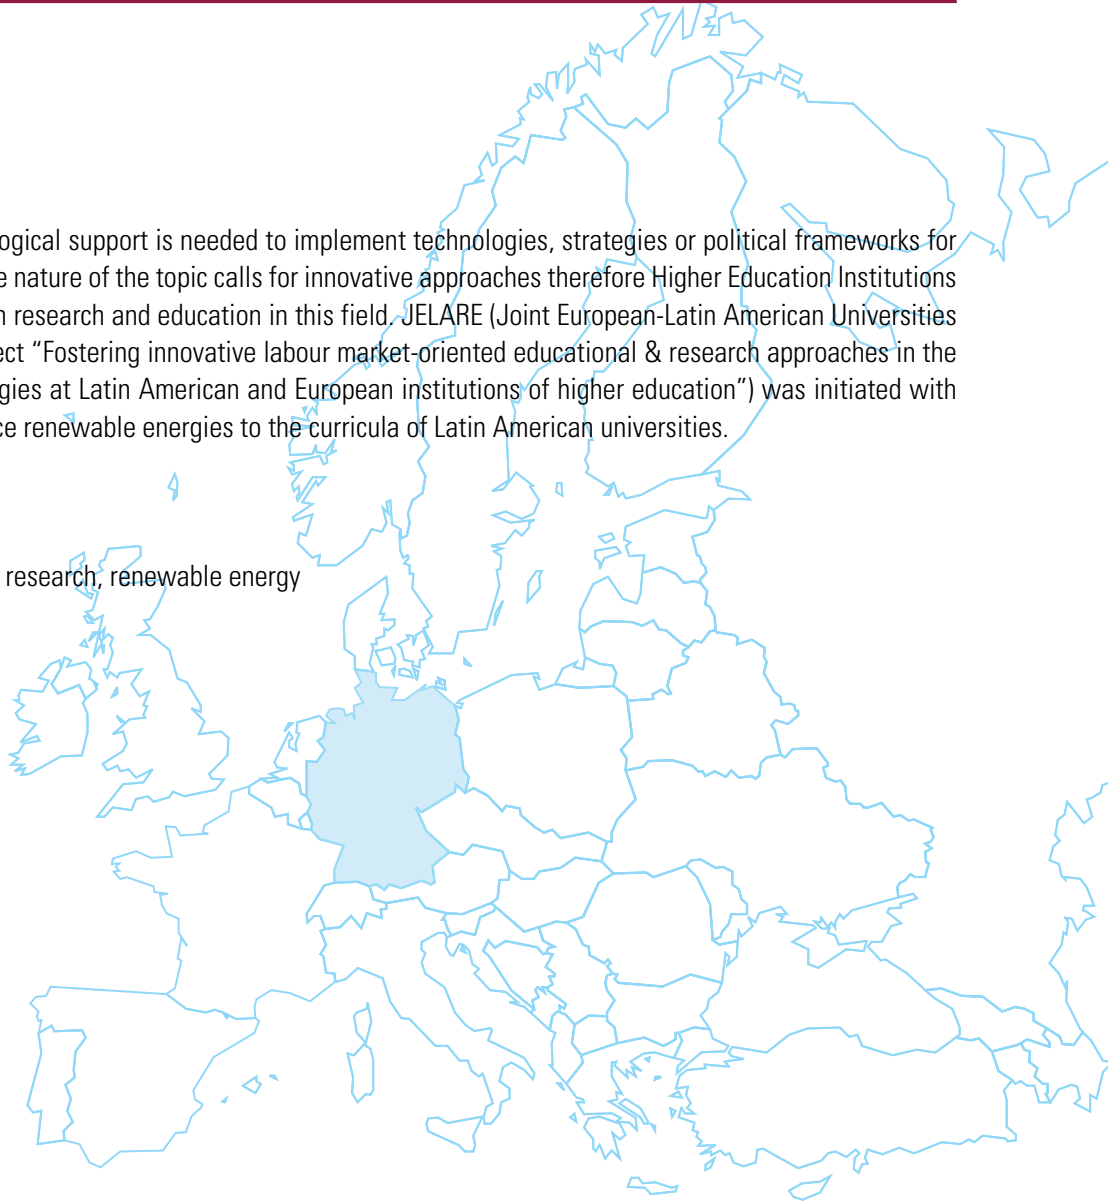 ogical support is needed to implement technologies, strategies or political frameworks for
e nature of the topic calls for innovative approaches therefore Higher Education Institutions
n research and education in this field. JELARE (Joint European-Latin American Universities
ect “Fostering innovative labour market-oriented educational & research approaches in the
gies at Latin American and European institutions of higher education”) was initiated with
ce renewable energies to the curricula of Latin American universities.
research, renewable energy